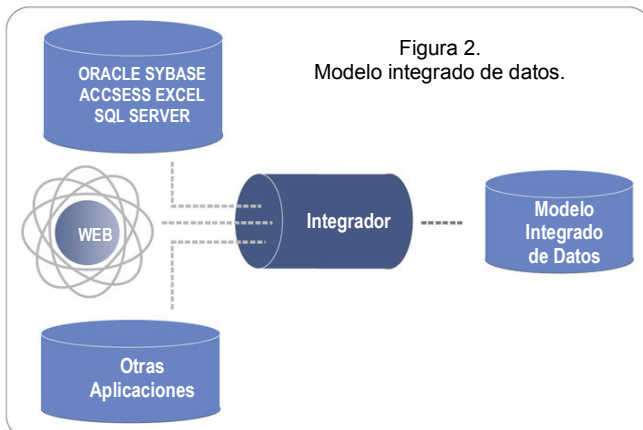 Figura 2.
Modelo integrado de datos.
ORACLE SYBASE
ACCSESS EXCEL
SQL SERVER
WEB
Integrador
Modelo
Integrado
de Datos
Otras
Aplicaciones